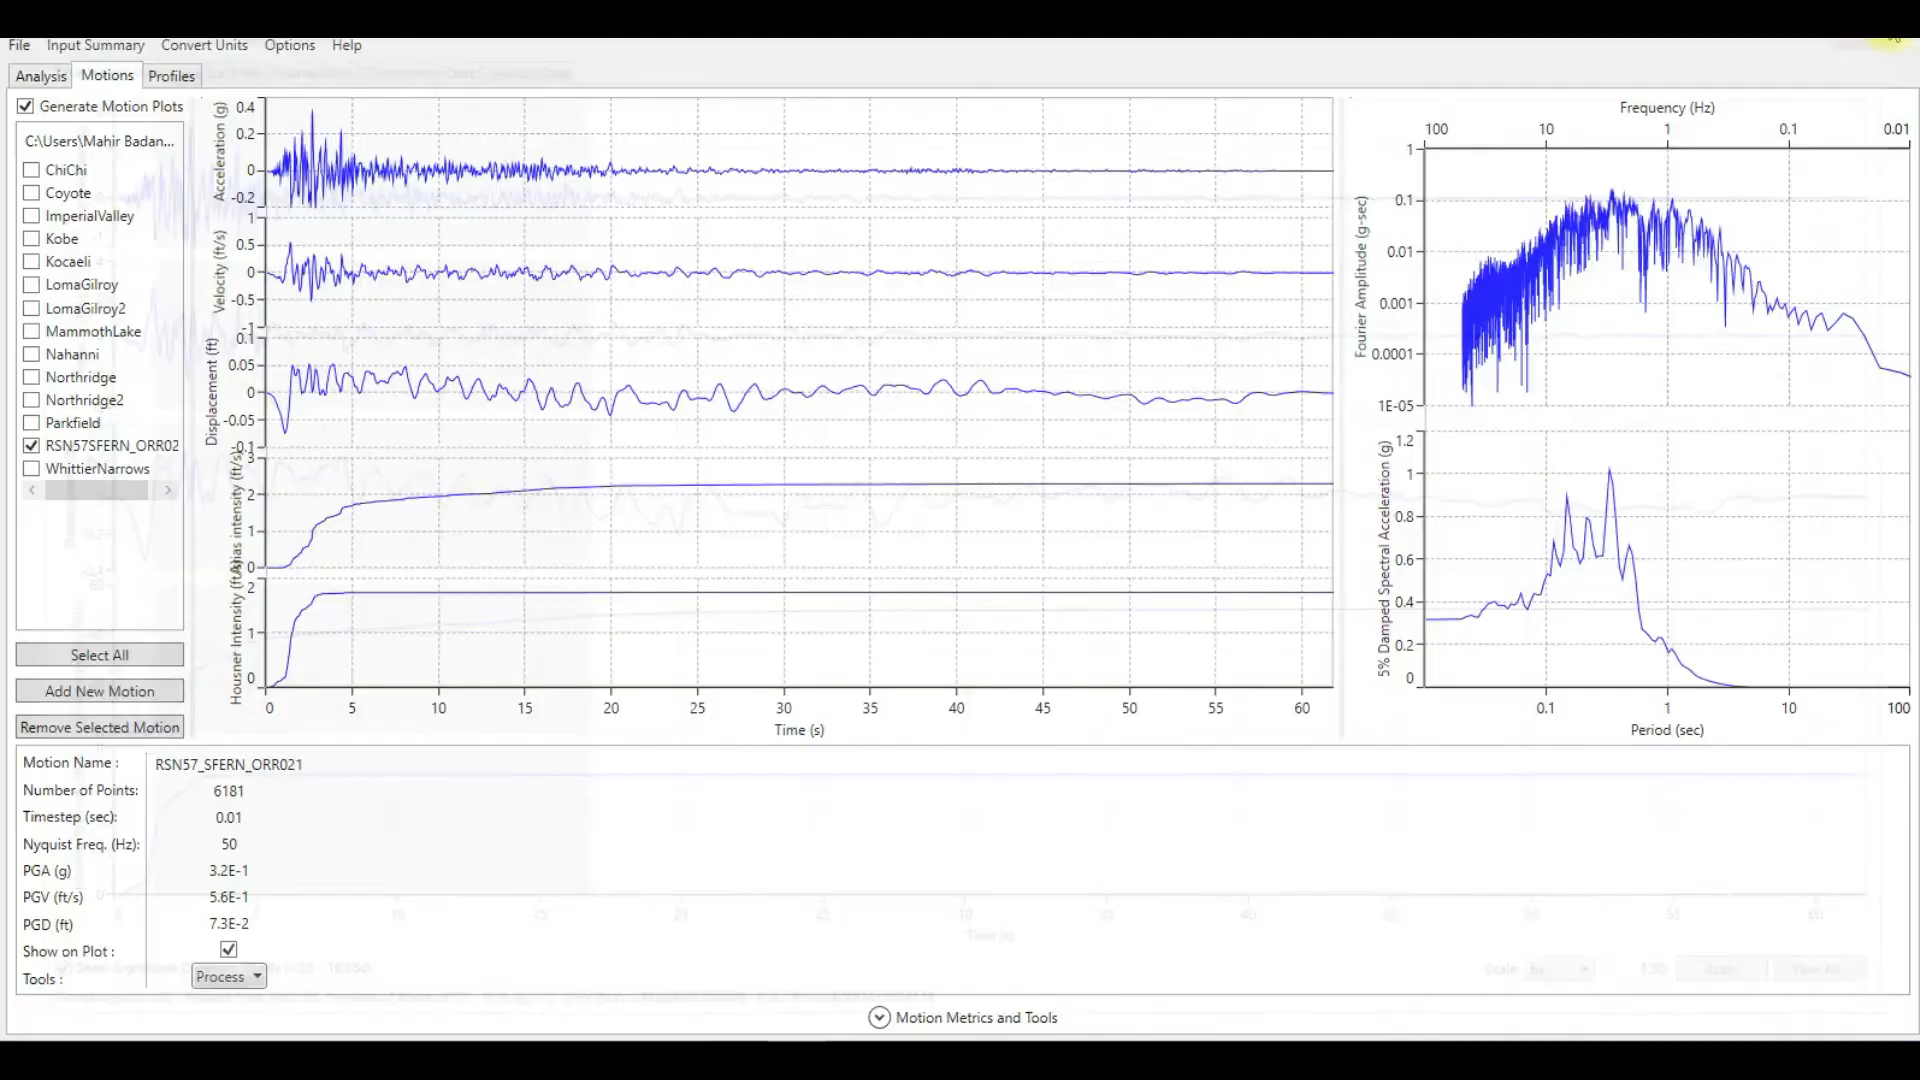 File Input Summary Convert Units Options Help
Analysis Motions Profiles
Generate Motion Plots
C:\Users\Mahir Badan...
ChiChi
Coyote
ImperialValley
Kobe
Kocaeli
LomaGilroy
LomaGilroy2
MammothLake
Nahanni
Northridge
Northridge2
Parkfield
RSN57SFERN_ORR02
WhittierNarrows
Select All
Add New Motion
Remove Selected Motion
Acceleration (g)
0.4
0.2
0
-0.2
Velocity (ft/s)
1
0.5
0
-0.5
-1
Displacement (ft)
0.1
0.05
0
-0.05
-0.1
Arias intensity (ft/s)
3
2
1
0
Housner Intensity
2
1
0
0 5 10 15 20 25 30 35 40 45 50 55 60
Time (s)
Frequency (Hz)
100 10 1 0.1 0.01
Fourier Amplitude (g-sec)
1
0.1
0.01
0.001
0.0001
1E-05
5% Damped Spectral Acceleration (g)
1.2
1
0.8
0.6
0.4
0.2
0
0.1 1 10 100
Period (sec)
Motion Name : RSN57_SFERN_ORR021
Number of Points: 6181
Timestep (sec): 0.01
Nyquist Freq. (Hz): 50
PGA (g) 3.2E-1
PGV (ft/s) 5.6E-1
PGD (ft) 7.3E-2
Show on Plot :
Tools : Process
Motion Metrics and Tools